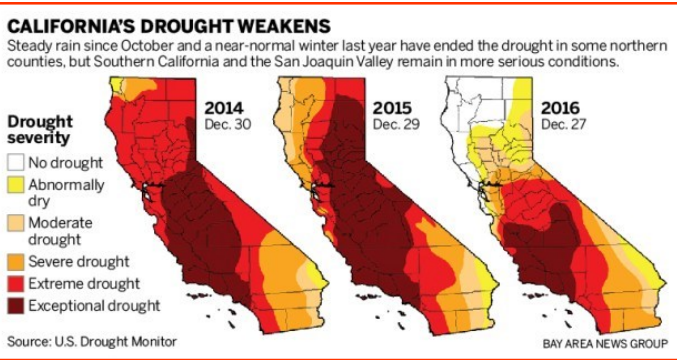 CALIFORNIA'S DROUGHT WEAKENS
Steady rain since October and a near-normal winter last year have ended the drought in some northern
counties, but Southern California and the San Joaquin Valley remain in more serious conditions.
Drought
severity
No drought
Abnormally
dry
Moderate
drought
Severe drought
Extreme drought
Exceptional drought
2014
Dec. 30
2015
Dec. 29
2016
Dec. 27
Source: U.S. Drought Monitor
BAY AREA NEWS GROUP